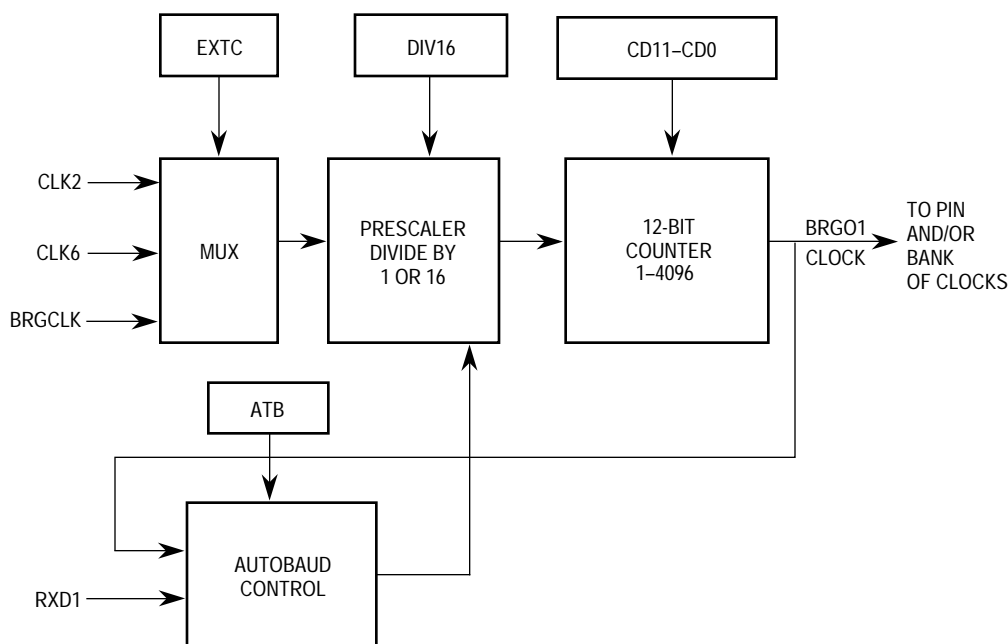 EXTC
DIV16
CD11–CD0
CLK2
CLK6
BRGCLK
MUX
PRESCALER
DIVIDE BY
1 OR 16
12-BIT
COUNTER
1–4096
BRGO1
CLOCK
TO PIN
AND/OR
BANK
OF CLOCKS
ATB
AUTOBAUD
CONTROL
RXD1